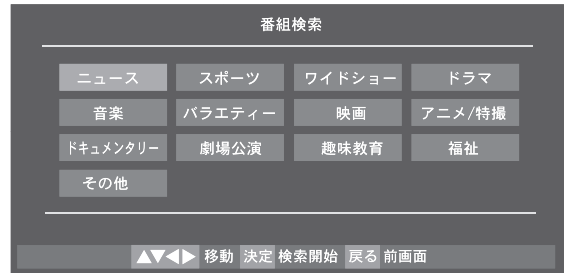 番組検索
ニュース スポーツ ワイドショー ドラマ
音楽 バラエティー 映画 アニメ/特撮
ドキュメンタリー 劇場公演 趣味教育 福祉
その他
▲▼◀▶ 移動 決定 検索開始 戻る 前画面